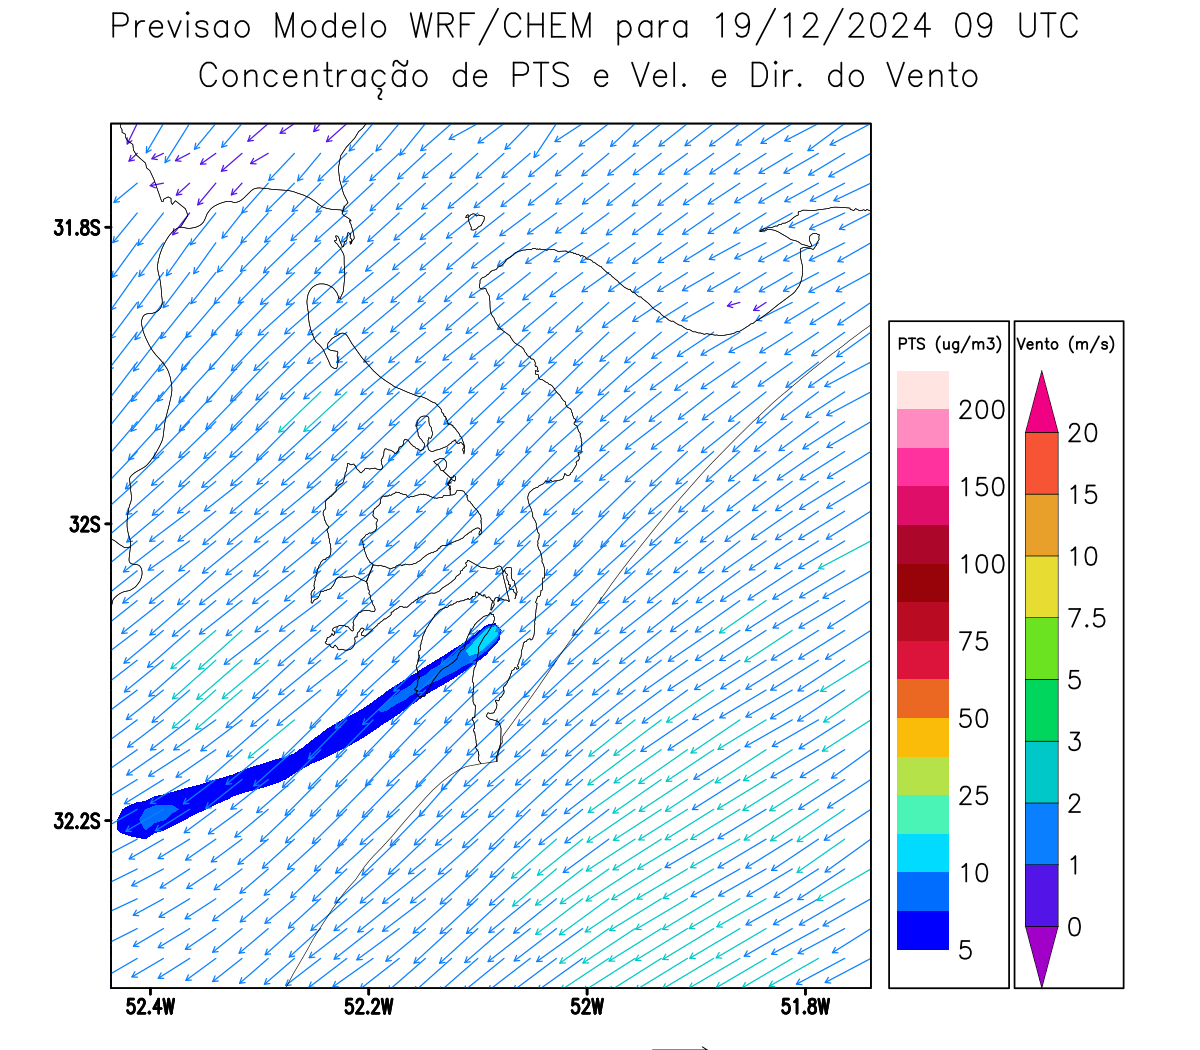 Previsao Modelo WRF/CHEM para 19/12/2024 09 UTC
Concentração de PTS e Vel. e Dir. do Vento
31.8S
32S
32.2S
52.4W 52.2W 52W 51.8W
PTS (ug/m3)
200
150
100
75
50
25
10
5
Vento (m/s)
20
15
10
7.5
5
3
2
1
0